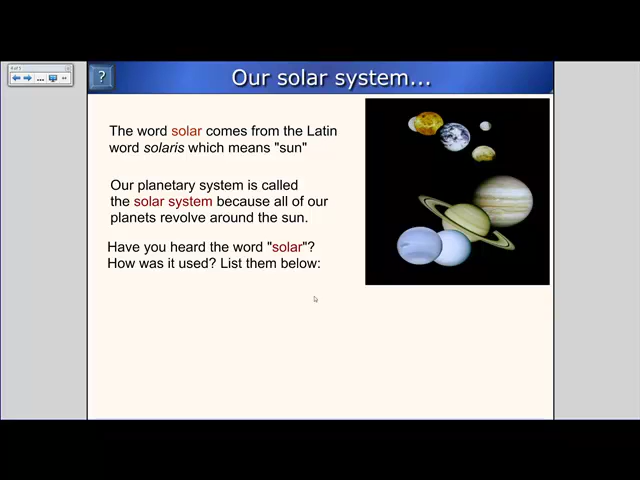 ?
Our solar system...
The word solar comes from the Latin
word solaris which means "sun"
Our planetary system is called
the solar system because all of our
planets revolve around the sun.
Have you heard the word "solar"?
How was it used? List them below: